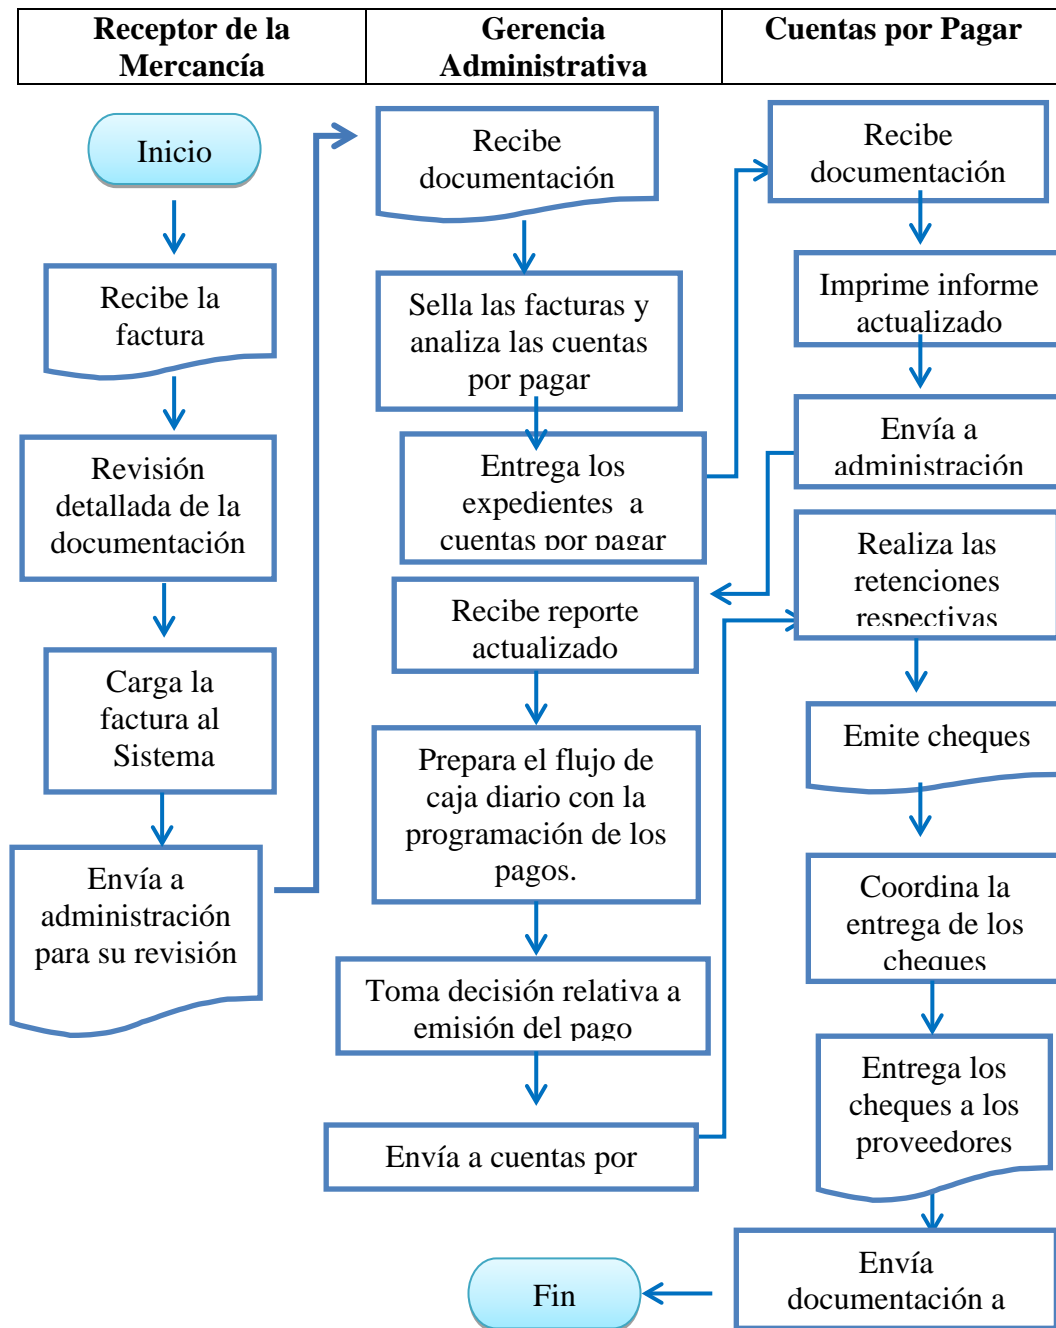 Receptor de la
Mercancía
Gerencia
Administrativa
Cuentas por Pagar
Inicio
Recibe la
factura
Revisión
detallada de la
documentación
Carga la
factura al
Sistema
Envía a
administración
para su revisión
Recibe
documentación
Sella las facturas y
analiza las cuentas
por pagar
Entrega los
expedientes a
cuentas por pagar
Recibe
documentación
Imprime informe
actualizado
Envía a
administración
Recibe reporte
actualizado
Prepara el flujo de
caja diario con la
programación de los
pagos.
Toma decisión relativa a
emisión del pago
Envía a cuentas por
Realiza las
retenciones
respectivas
Emite cheques
Coordina la
entrega de los
cheques
Entrega los
cheques a los
proveedores
Envía
documentación a
Fin